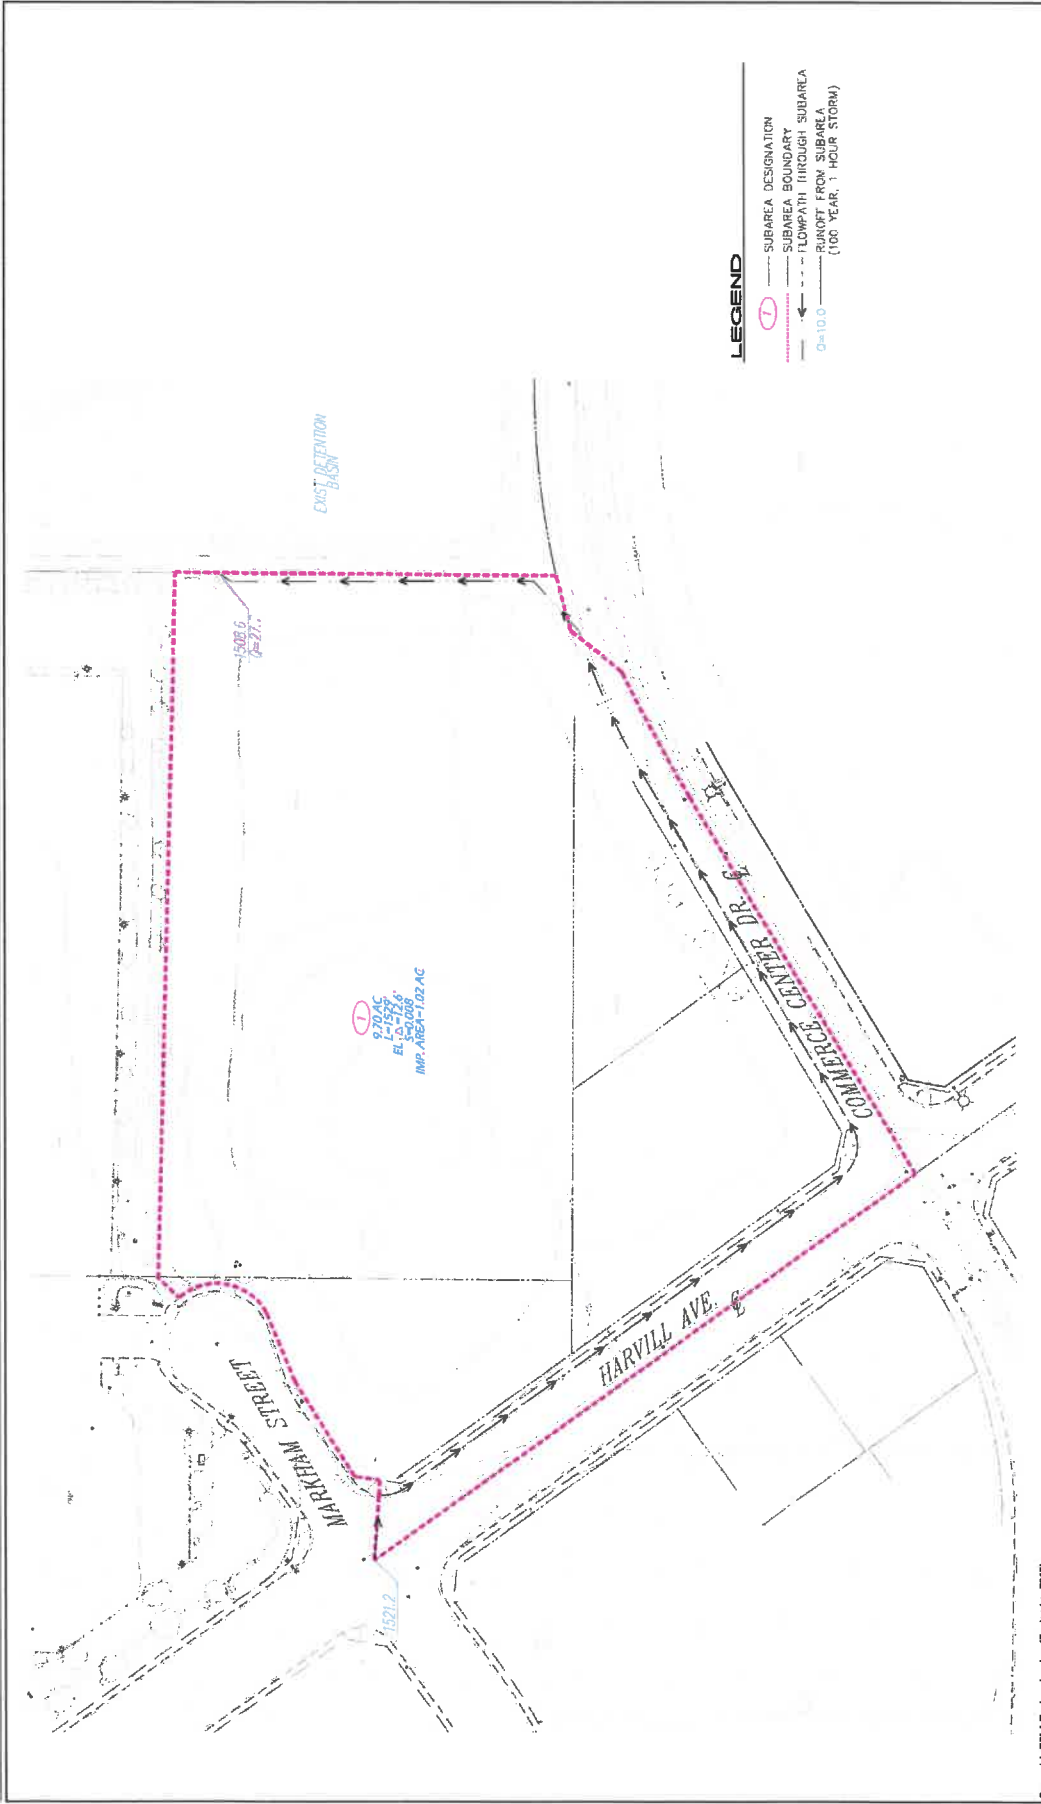 LEGEND
1
SUBAREA DESIGNATION
SUBAREA BOUNDARY
FLOWPATH THROUGH SUBAREA
Q=10.0
RUNOFF FROM SUBAREA
(100 YEAR, 1 HOUR STORM)
EXIST. DETENTION
BASIN
1508.6
1
9.70 AC
L=1529'
EL. Δ=12.6'
S=0.008
IMP. AREA=1.02 AC
COMMERCE CENTER DR. ℄
HARVILL AVE. ℄
MARKHAM STREET
1521.2